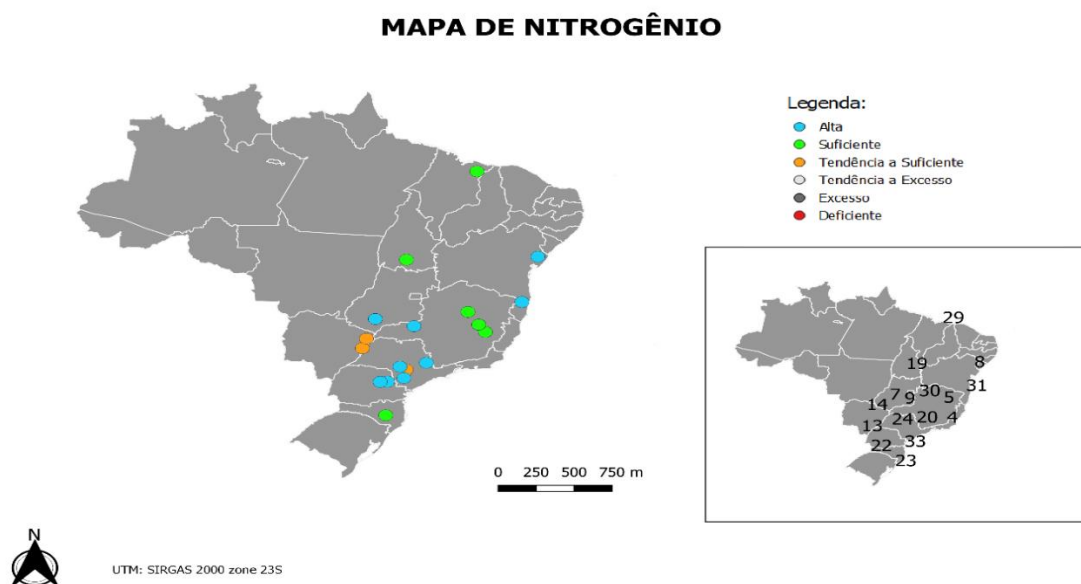 MAPA DE NITROGÊNIO
Legenda:
Alta
Suficiente
Tendência a Suficiente
Tendência a Excesso
Excesso
Deficiente
29
19
8
31
7
9
30
5
14
24
20
4
13
22
33
23
0 250 500 750 m
N
UTM: SIRGAS 2000 zone 23S